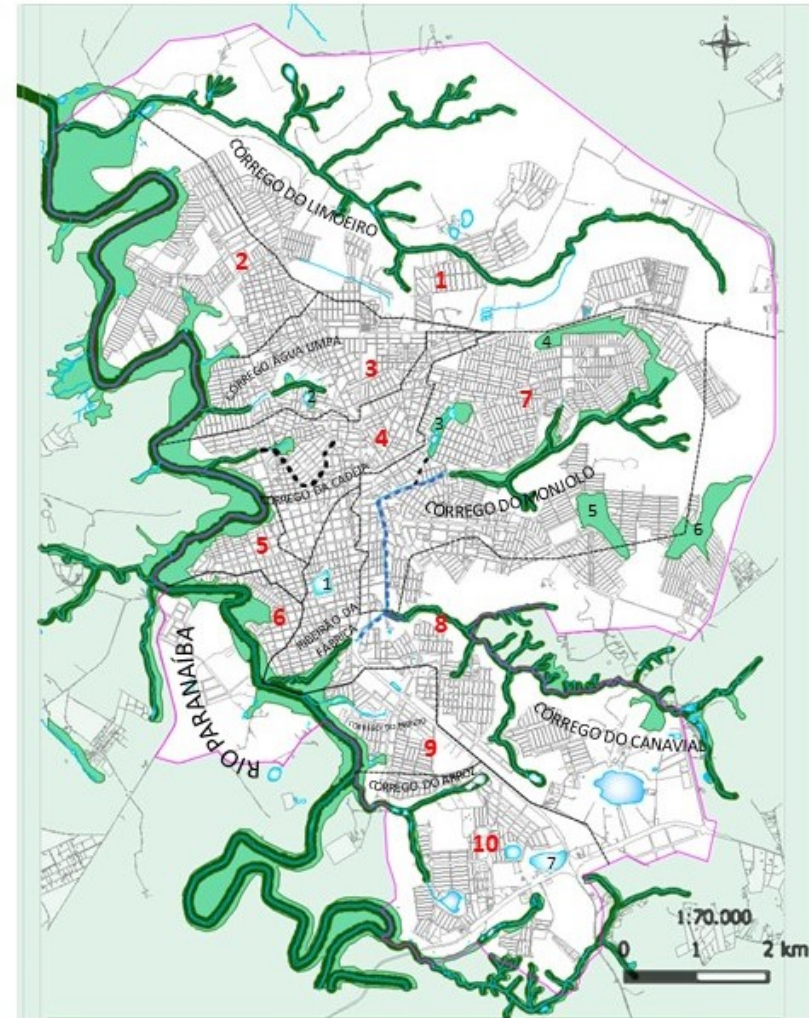 N
O
L
S
CÓRREGO DO LIMOEIRO
2
1
CÓRREGO ÁGUA LIMPA
3
4
7
2
3
4
CÓRREGO DA CADEIA
CÓRREGO DO MONJOLO
5
6
5
1
6
8
RIBEIRÃO DA
FÁBRICA
RIO PARANAÍBA
CÓRREGO DO CANAVIAL
9
CÓRREGO DO ARROZ
10
7
1:70.000
0 1 2 km